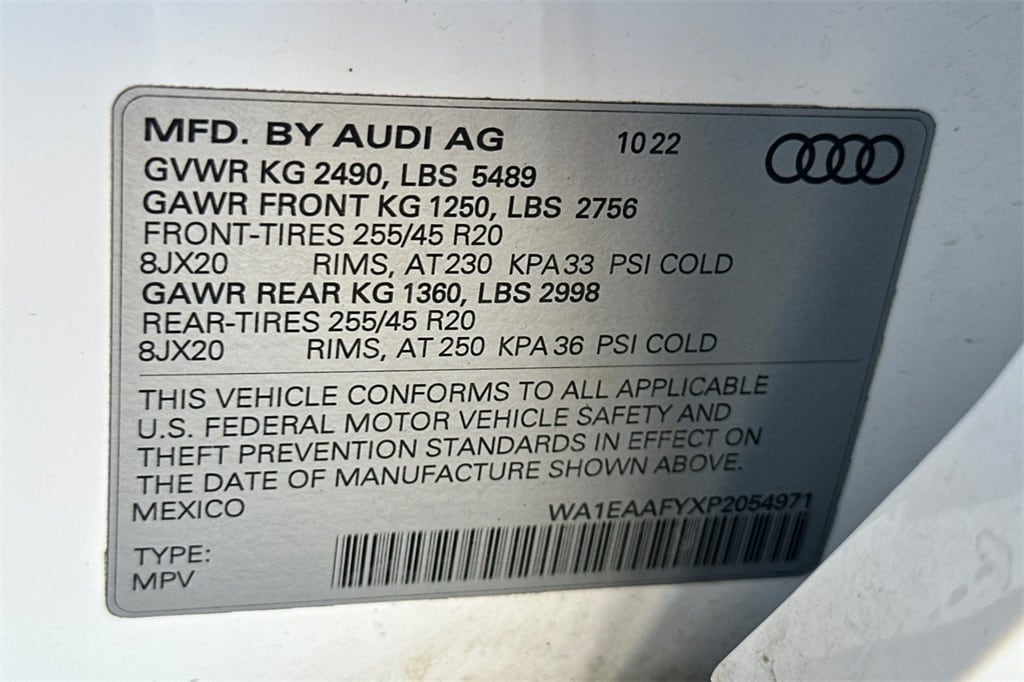 MFD. BY AUDI AG 10 22
GVWR KG 2490, LBS 5489
GAWR FRONT KG 1250, LBS 2756
FRONT-TIRES 255/45 R20
8JX20 RIMS, AT 230 KPA 33 PSI COLD
GAWR REAR KG 1360, LBS 2998
REAR-TIRES 255/45 R20
8JX20 RIMS, AT 250 KPA 36 PSI COLD
THIS VEHICLE CONFORMS TO ALL APPLICABLE
U.S. FEDERAL MOTOR VEHICLE SAFETY AND
THEFT PREVENTION STANDARDS IN EFFECT ON
THE DATE OF MANUFACTURE SHOWN ABOVE.
MEXICO WA1EAAFYXP2054971
TYPE:
MPV